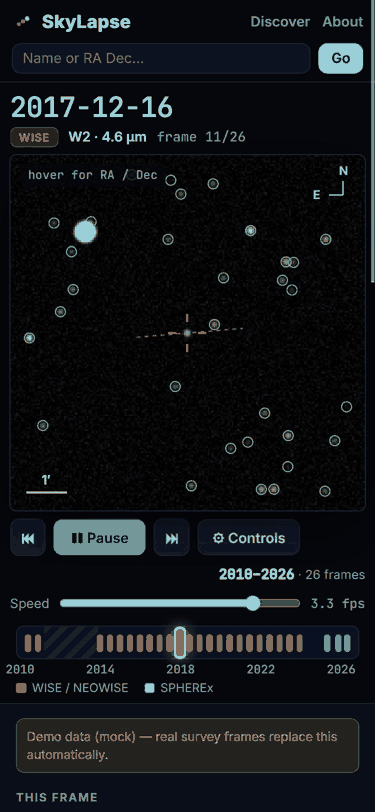 SkyLapse
Discover About
Name or RA Dec...
Go
2017-12-16
WISE W2 · 4.6 µm frame 11/26
hover for RA / Dec
N
E
1′
Pause
Controls
2010–2026 · 26 frames
Speed 3.3 fps
2010 2014 2018 2022 2026
WISE / NEOWISE SPHEREx
Demo data (mock) — real survey frames replace this
automatically.
THIS FRAME